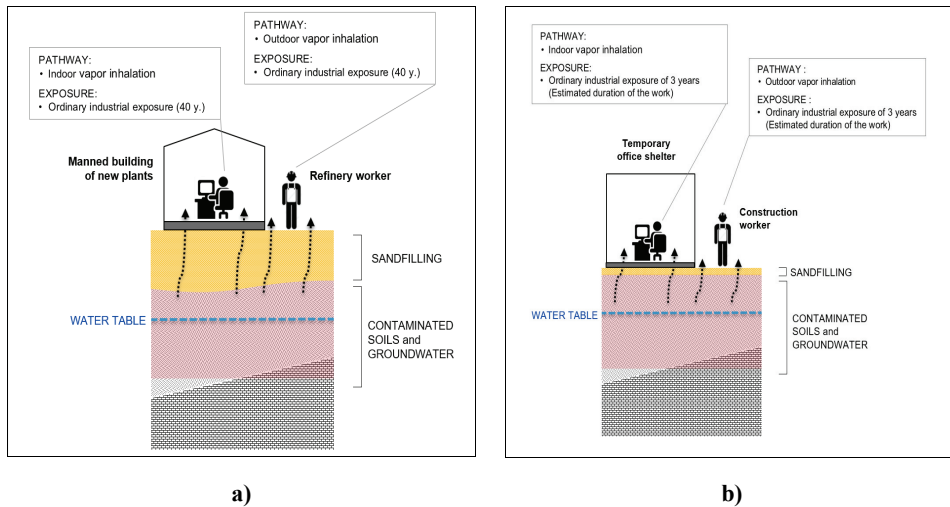 PATHWAY:
• Indoor vapor inhalation
EXPOSURE:
• Ordinary industrial exposure (40 y.)
PATHWAY:
• Outdoor vapor inhalation
EXPOSURE:
• Ordinary industrial exposure (40 y.)
Manned building
of new plants
Refinery worker
SANDFILLING
WATER TABLE
CONTAMINATED
SOILS and
GROUNDWATER
a)
PATHWAY:
• Indoor vapor inhalation
EXPOSURE:
• Ordinary industrial exposure of 3 years
(Estimated duration of the work)
PATHWAY :
• Outdoor vapor inhalation
EXPOSURE :
• Ordinary industrial exposure of 3 years
(Estimated duration of the work)
Temporary
office shelter
Construction
worker
SANDFILLING
WATER TABLE
CONTAMINATED
SOILS and
GROUNDWATER
b)